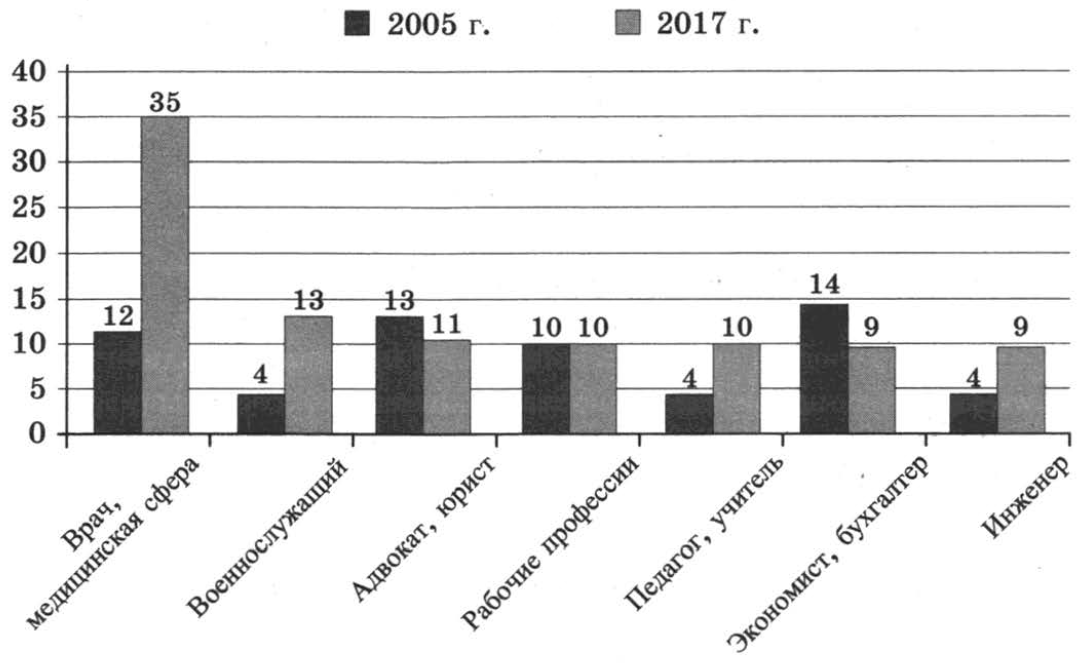 2005 г. 2017 г.
40
35
30
25
20
15
10
5
0
12 35
4 13
13 11
10 10
4 10
14 9
4 9
Врач,
медицинская сфера
Военнослужащий
Адвокат, юрист
Рабочие профессии
Педагог, учитель
Экономист, бухгалтер
Инженер